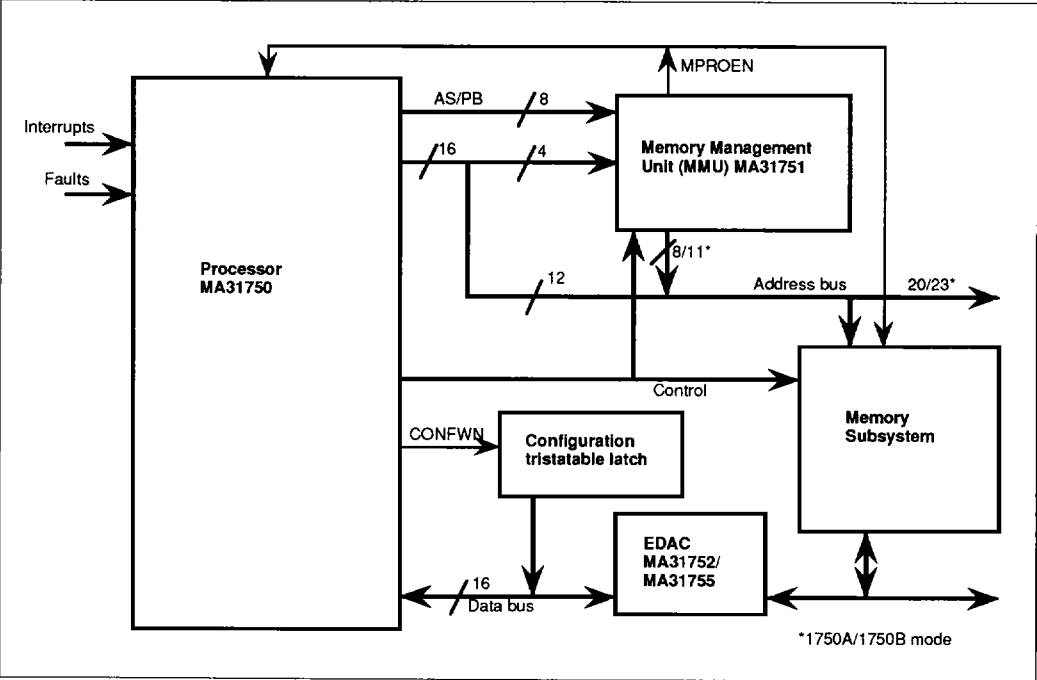 MPROEN
AS/PB
8
Interrupts
16
4
Memory Management
Unit (MMU) MA31751
Faults
8/11*
Processor
MA31750
12
Address bus
20/23*
Control
Memory
Subsystem
CONFWN
Configuration
tristatable latch
EDAC
MA31752/
MA31755
16
Data bus
*1750A/1750B mode